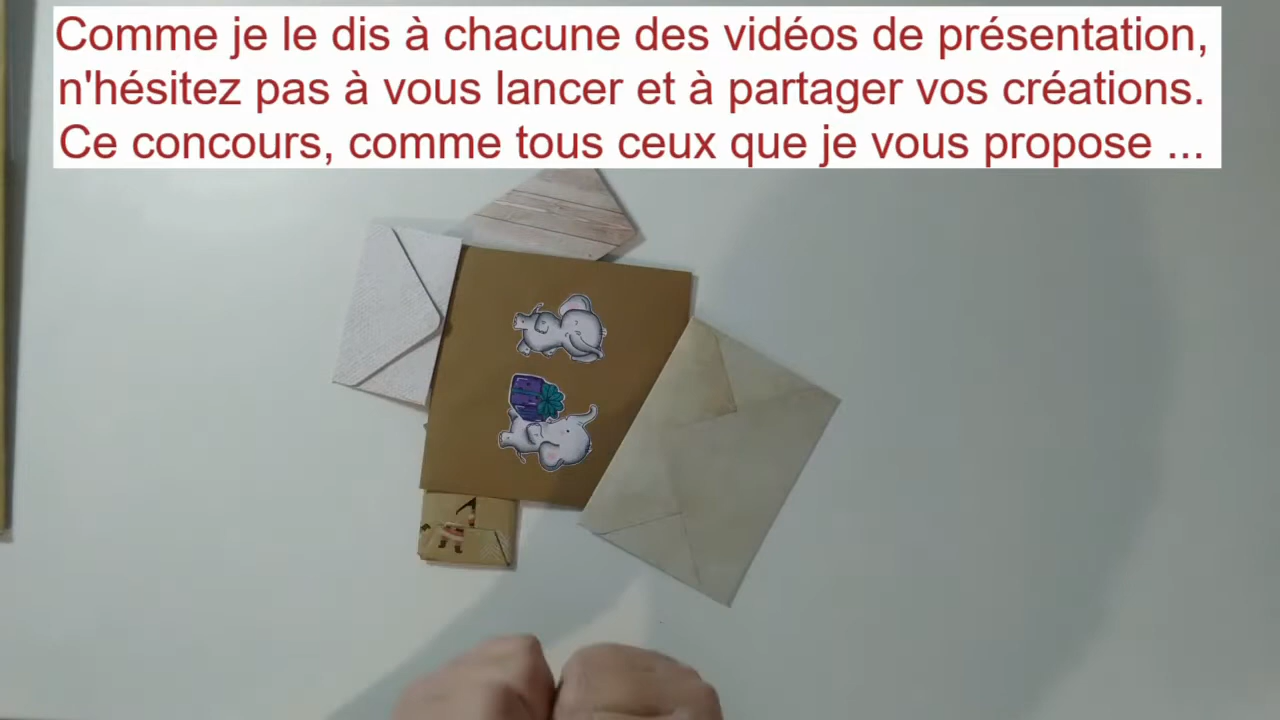 Comme je le dis à chacune des vidéos de présentation,
n'hésitez pas à vous lancer et à partager vos créations.
Ce concours, comme tous ceux que je vous propose ...